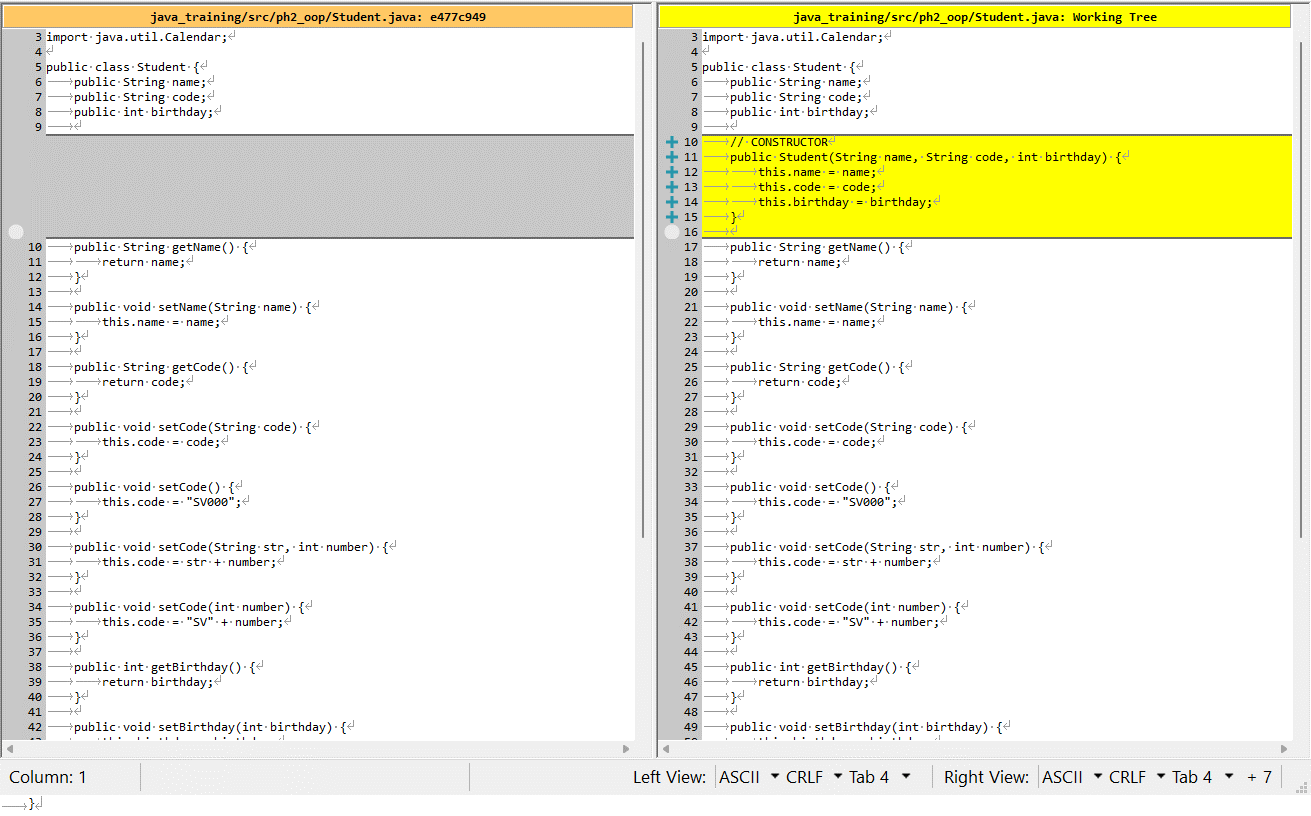 java_training/src/ph2_oop/Student.java: e477c949
3 import java.util.Calendar;
4
5 public class Student {
6 public String name;
7 public String code;
8 public int birthday;
9
10 public String getName() {
11 return name;
12 }
13
14 public void setName(String name) {
15 this.name = name;
16 }
17
18 public String getCode() {
19 return code;
20 }
21
22 public void setCode(String code) {
23 this.code = code;
24 }
25
26 public void setCode() {
27 this.code = "SV000";
28 }
29
30 public void setCode(String str, int number) {
31 this.code = str + number;
32 }
33
34 public void setCode(int number) {
35 this.code = "SV" + number;
36 }
37
38 public int getBirthday() {
39 return birthday;
40 }
41
42 public void setBirthday(int birthday) {
java_training/src/ph2_oop/Student.java: Working Tree
3 import java.util.Calendar;
4
5 public class Student {
6 public String name;
7 public String code;
8 public int birthday;
9
10 // CONSTRUCTOR
11 public Student(String name, String code, int birthday) {
12 this.name = name;
13 this.code = code;
14 this.birthday = birthday;
15 }
16
17 public String getName() {
18 return name;
19 }
20
21 public void setName(String name) {
22 this.name = name;
23 }
24
25 public String getCode() {
26 return code;
27 }
28
29 public void setCode(String code) {
30 this.code = code;
31 }
32
33 public void setCode() {
34 this.code = "SV000";
35 }
36
37 public void setCode(String str, int number) {
38 this.code = str + number;
39 }
40
41 public void setCode(int number) {
42 this.code = "SV" + number;
43 }
44
45 public int getBirthday() {
46 return birthday;
47 }
48
49 public void setBirthday(int birthday) {
Column: 1 Left View: ASCII CRLF Tab 4 Right View: ASCII CRLF Tab 4 + 7
}